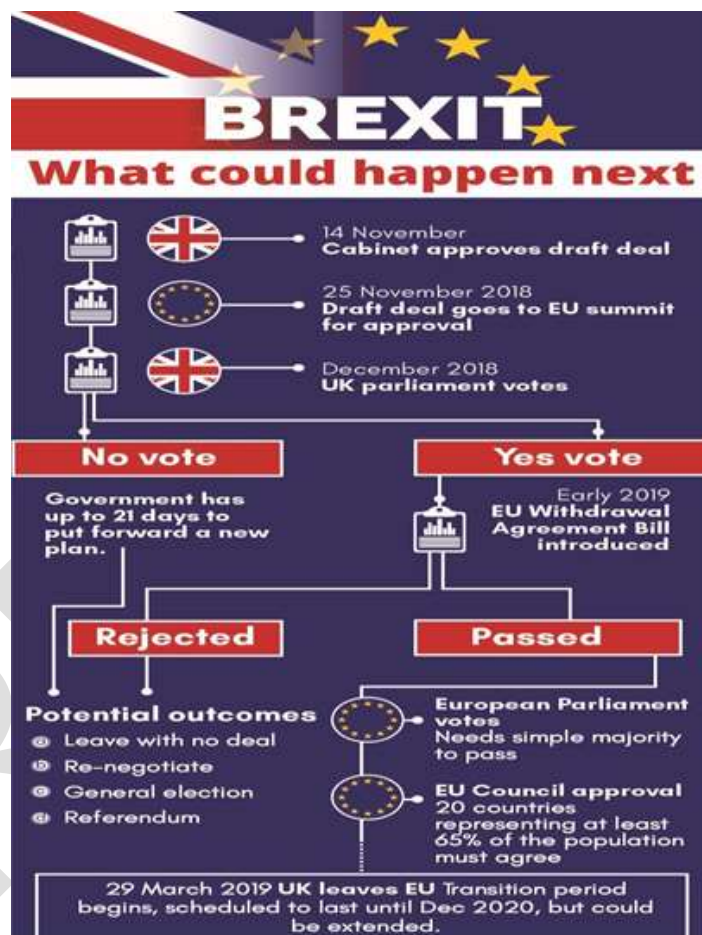 BREXIT
What could happen next
14 November
Cabinet approves draft deal
25 November 2018
Draft deal goes to EU summit
for approval
December 2018
UK parliament votes
No vote
Government has
up to 21 days to
put forward a new
plan.
Yes vote
Early 2019
EU Withdrawal
Agreement Bill
introduced
Rejected
Passed
Potential outcomes
a Leave with no deal
b Re-negotiate
c General election
d Referendum
European Parliament
votes
Needs simple majority
to pass
EU Council approval
20 countries
representing at least
65% of the population
must agree
29 March 2019 UK leaves EU Transition period
begins, scheduled to last until Dec 2020, but could
be extended.